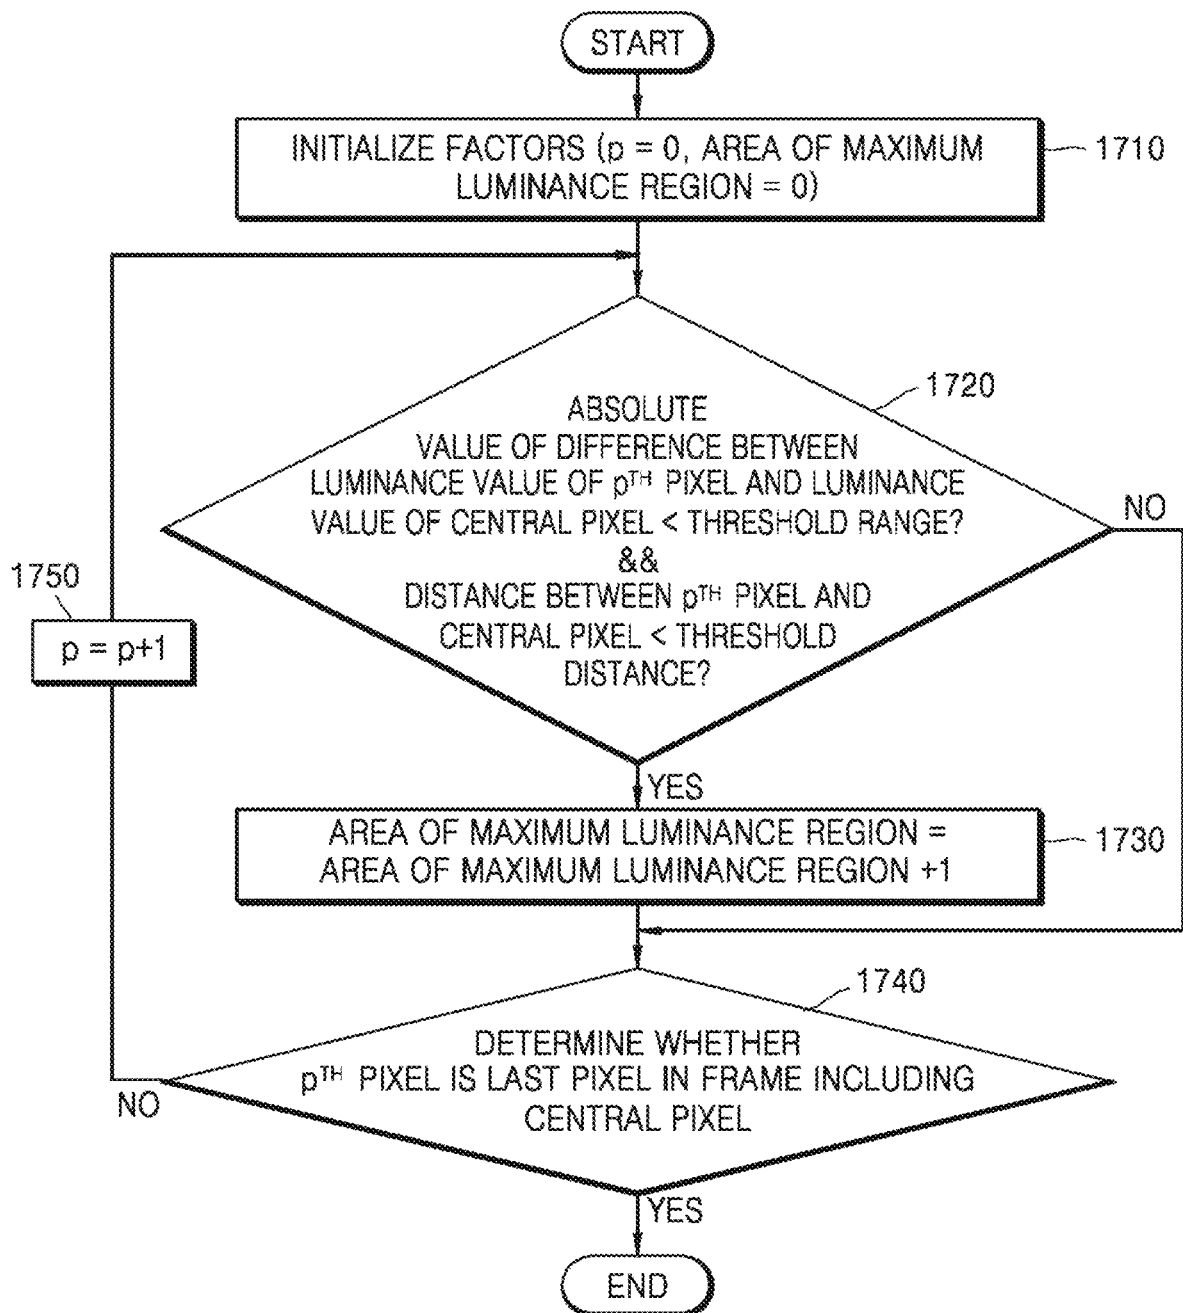 START
INITIALIZE FACTORS (p = 0, AREA OF MAXIMUM
LUMINANCE REGION = 0)
1710
1720
ABSOLUTE
VALUE OF DIFFERENCE BETWEEN
LUMINANCE VALUE OF pTH PIXEL AND LUMINANCE
VALUE OF CENTRAL PIXEL < THRESHOLD RANGE?
&&
DISTANCE BETWEEN pTH PIXEL AND
CENTRAL PIXEL < THRESHOLD
DISTANCE?
NO
1750
p = p+1
YES
AREA OF MAXIMUM LUMINANCE REGION =
AREA OF MAXIMUM LUMINANCE REGION +1
1730
1740
DETERMINE WHETHER
pTH PIXEL IS LAST PIXEL IN FRAME INCLUDING
CENTRAL PIXEL
NO
YES
END